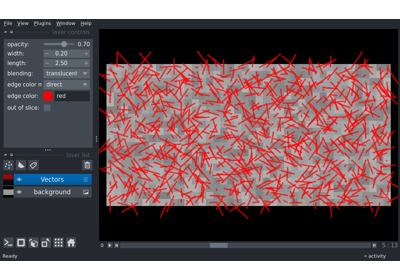 File View Plugins Window Help
layer controls
opacity: 0.70
width: 0.20
length: 2.50
blending: translucent
edge color m direct
edge color: red
out of slice:
layer list
Vectors
background
0 5 13
Ready activity